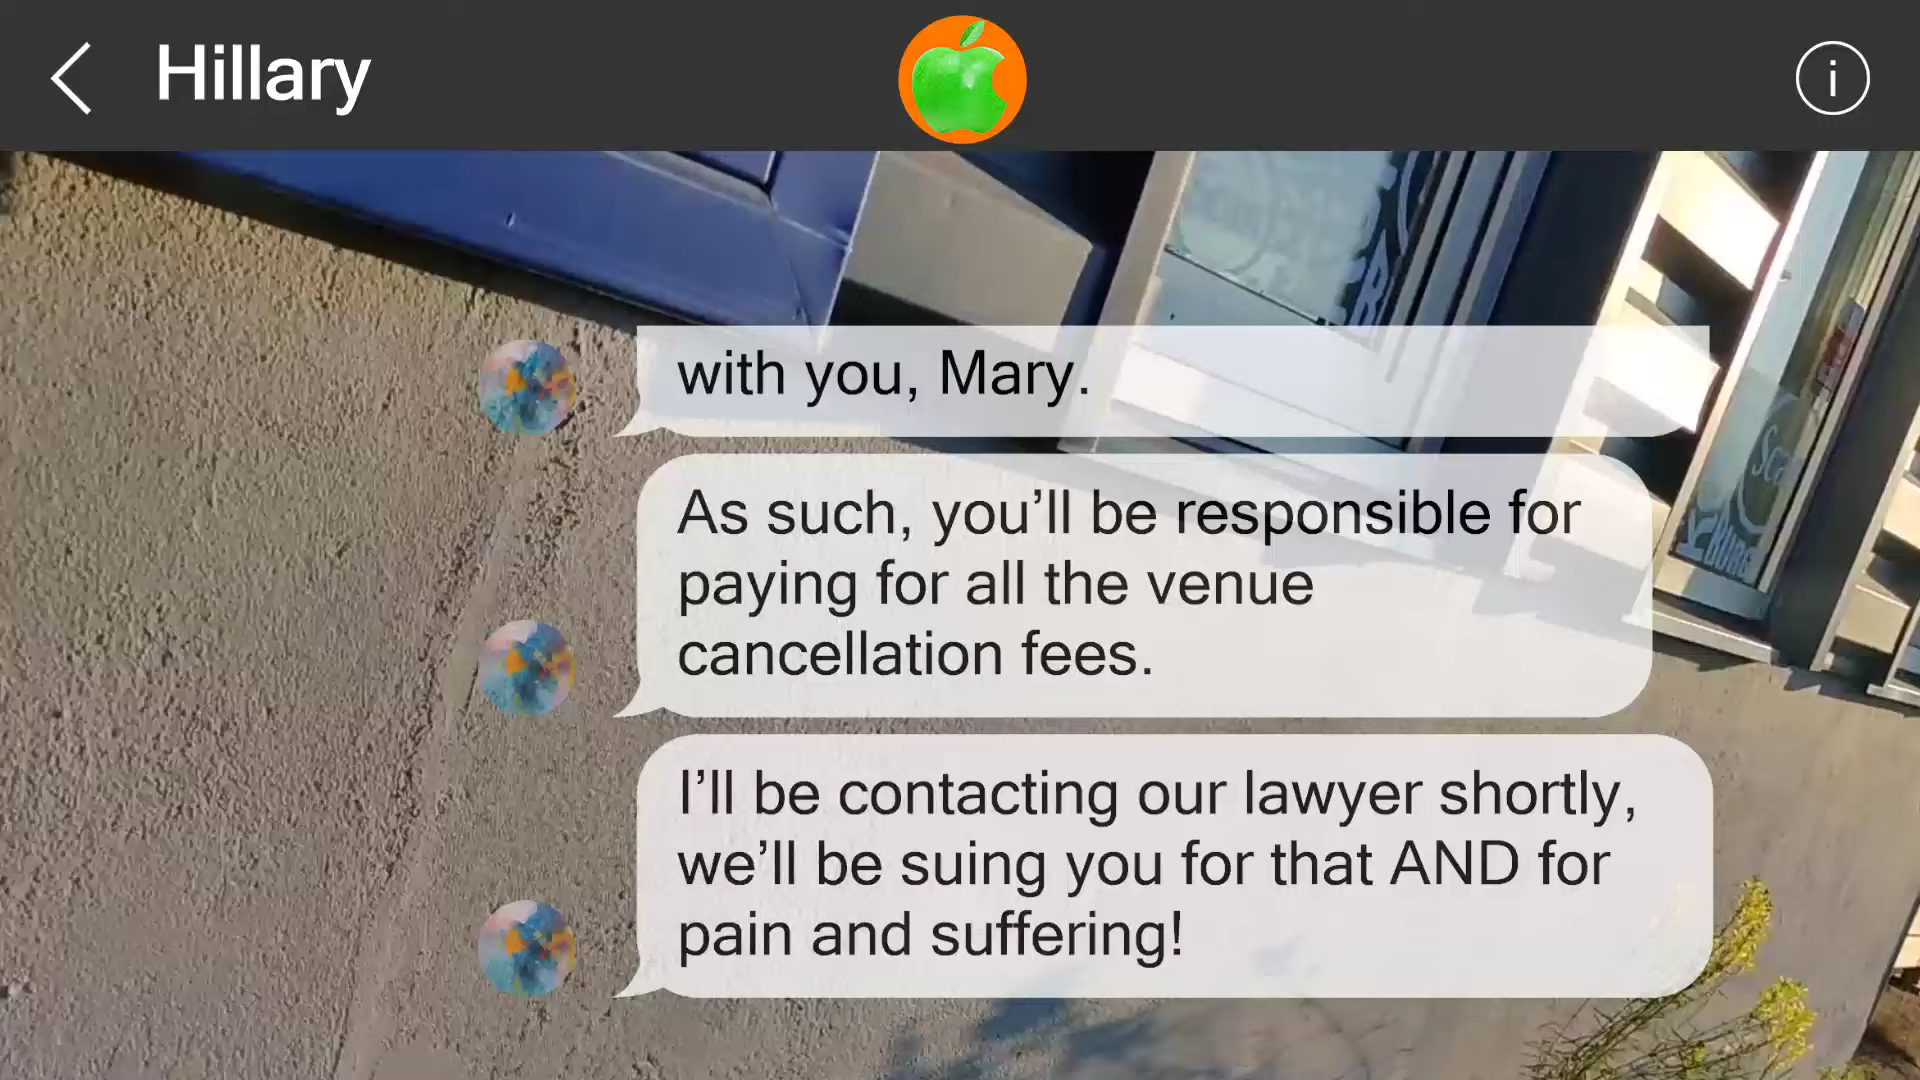 Hillary
i
with you, Mary.
As such, you’ll be responsible for
paying for all the venue
cancellation fees.
I’ll be contacting our lawyer shortly,
we’ll be suing you for that AND for
pain and suffering!